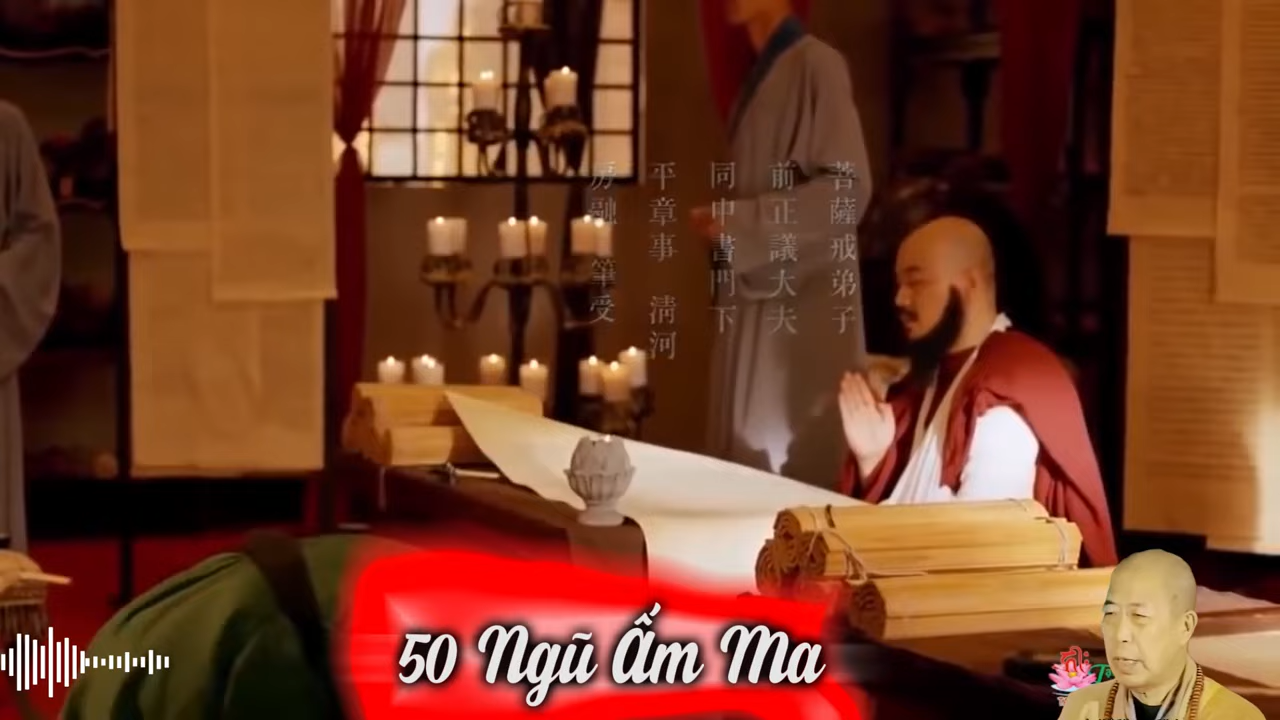 菩薩戒弟子
前正議大夫
同中書門下
平章事 清河
房融 筆受
50 Ngũ Ấm Ma